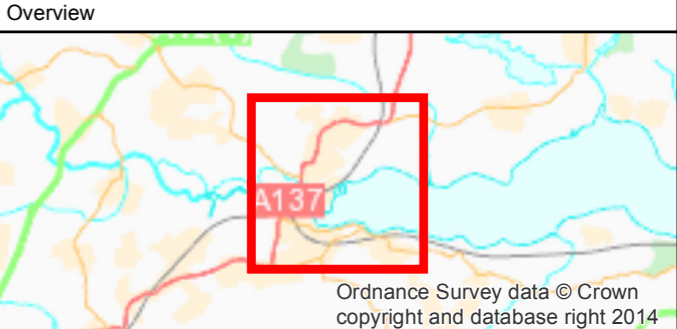 Overview
A137
Ordnance Survey data © Crown
copyright and database right 2014